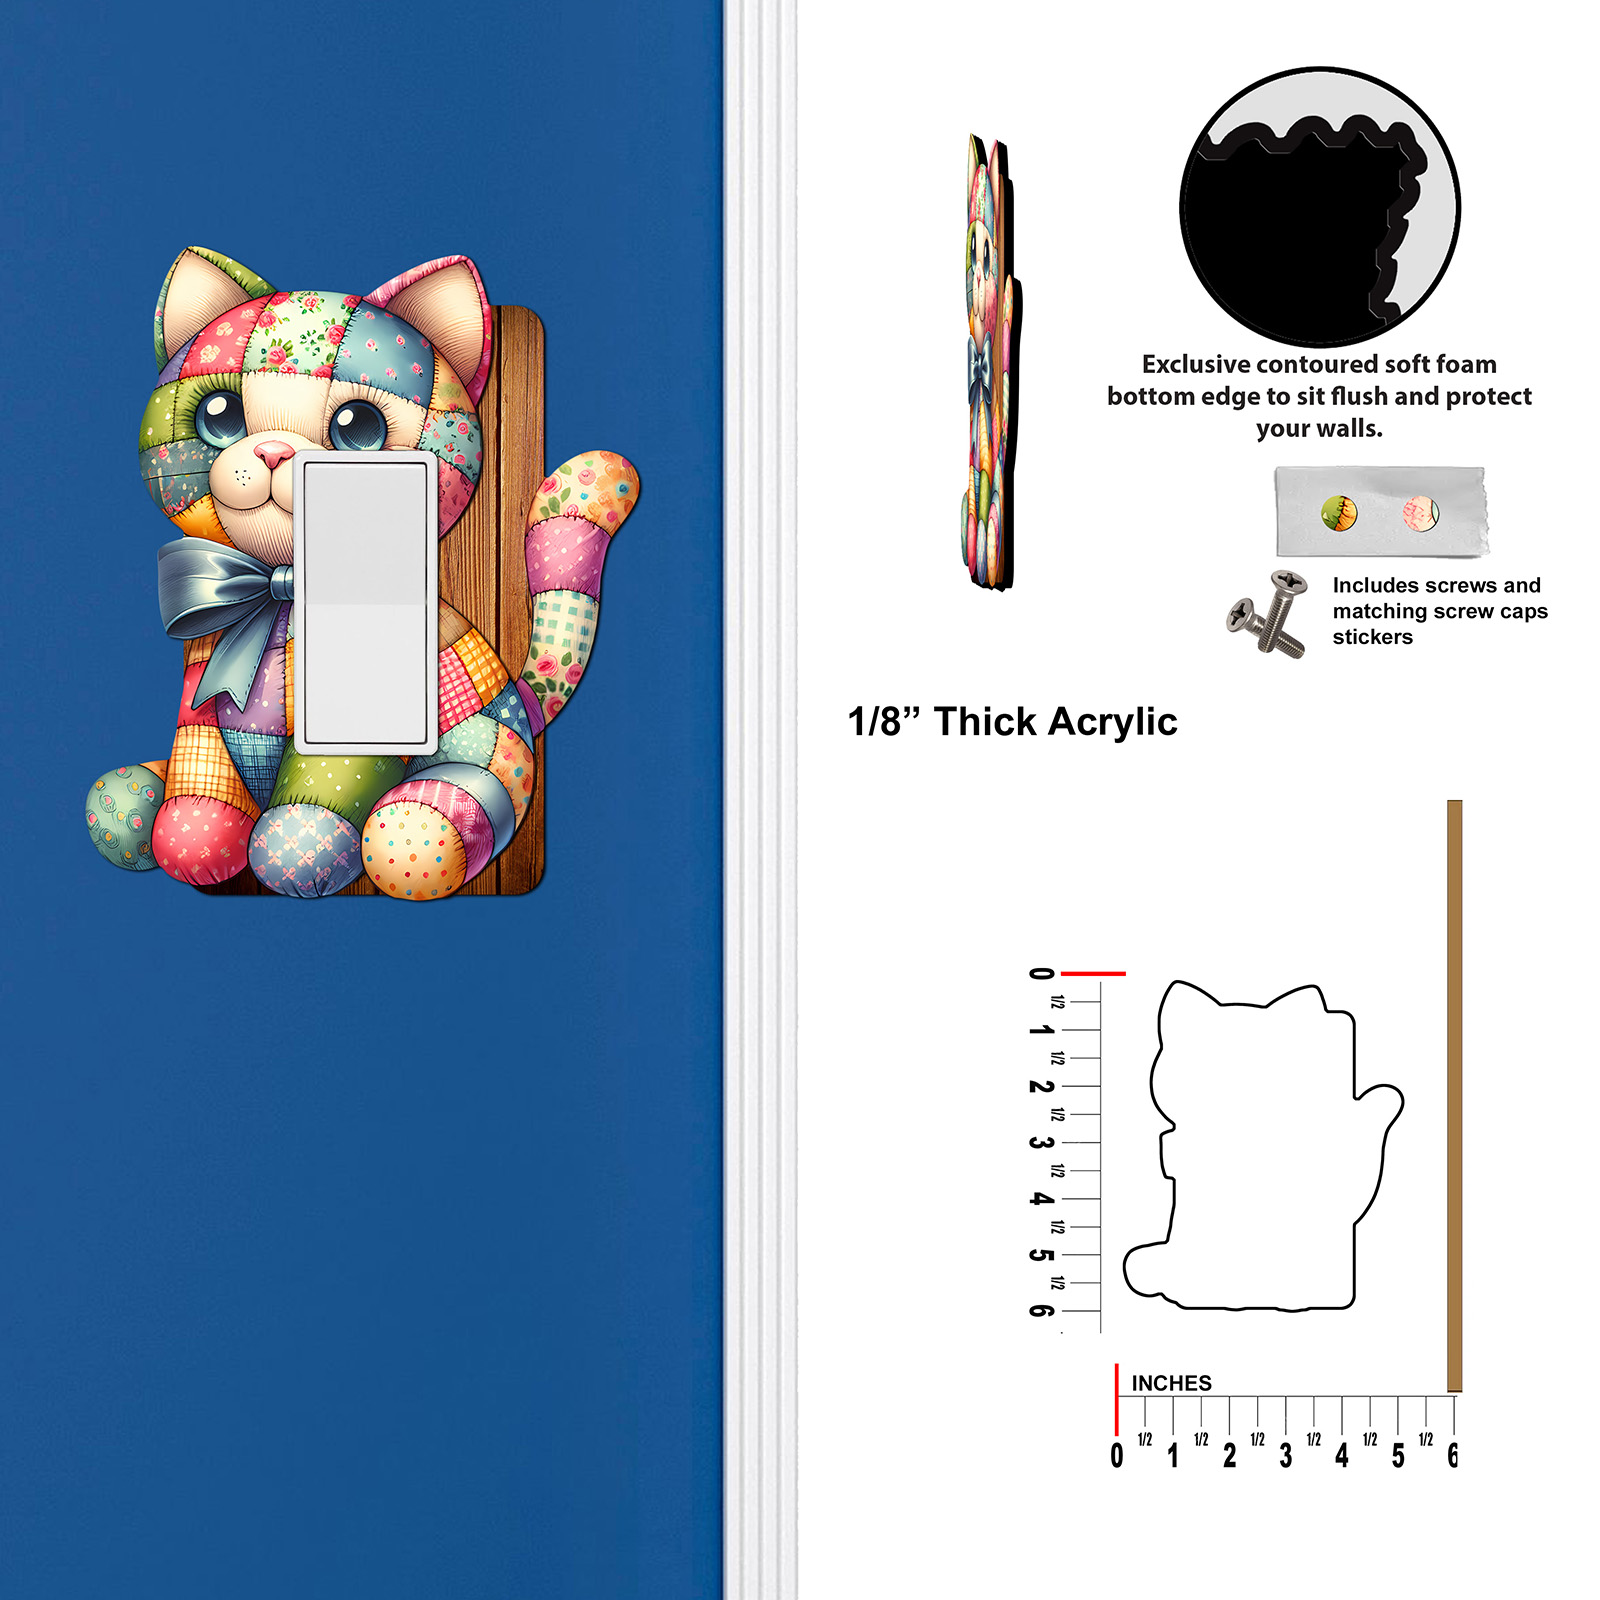 Exclusive contoured soft foam
bottom edge to sit flush and protect
your walls.
Includes screws and
matching screw caps
stickers
1/8” Thick Acrylic
0
1/2
1
1/2
2
1/2
3
1/2
4
1/2
5
1/2
6
INCHES
0 1/2 1 1/2 2 1/2 3 1/2 4 1/2 5 1/2 6